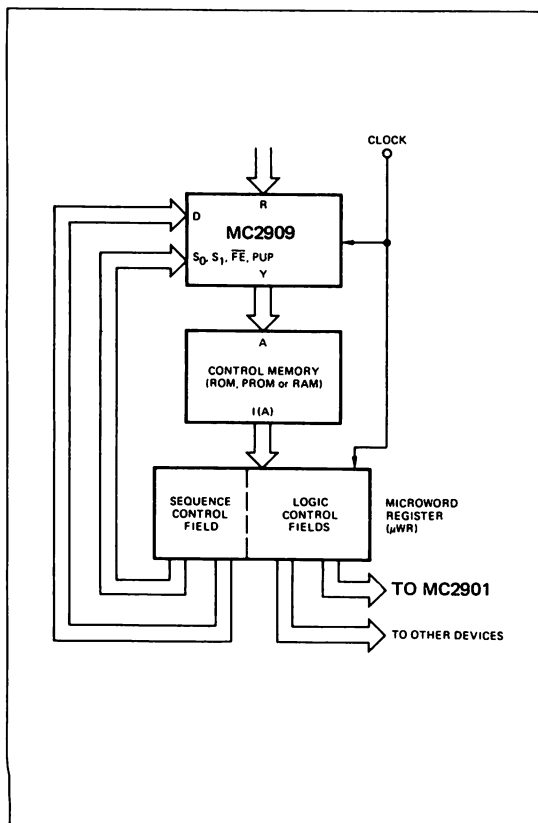 CLOCK
R
D
MC2909
S0, S1, F̅E̅, PUP
Y
A
CONTROL MEMORY
(ROM, PROM or RAM)
I(A)
SEQUENCE
CONTROL
FIELD
LOGIC
CONTROL
FIELDS
MICROWORD
REGISTER
(μWR)
TO MC2901
TO OTHER DEVICES